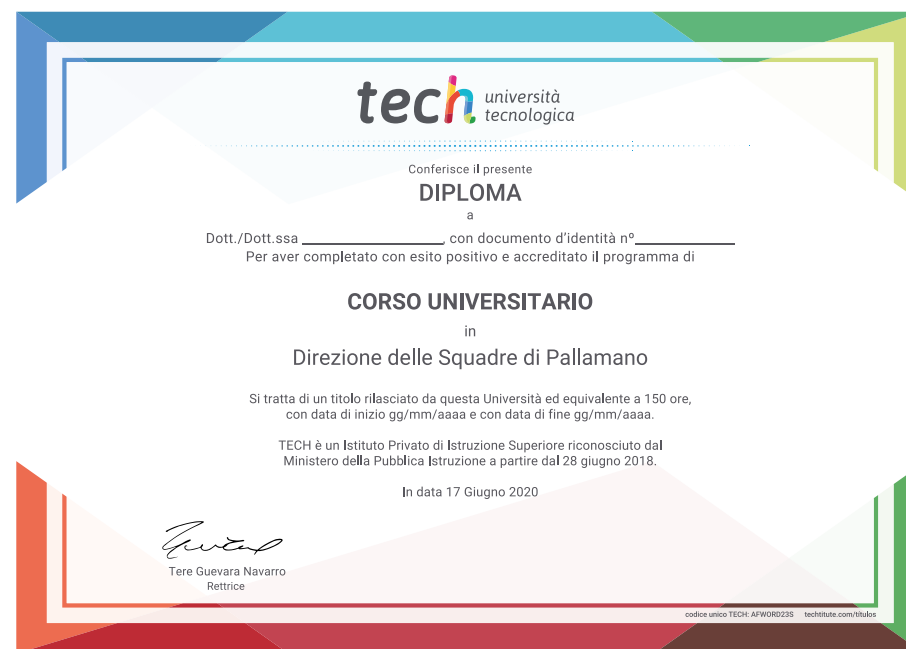 tech università
tecnologica
Conferisce il presente
DIPLOMA
a
Dott./Dott.ssa ____________________, con documento d'identità nº______________
Per aver completato con esito positivo e accreditato il programma di
CORSO UNIVERSITARIO
in
Direzione delle Squadre di Pallamano
Si tratta di un titolo rilasciato da questa Università ed equivalente a 150 ore,
con data di inizio gg/mm/aaaa e con data di fine gg/mm/aaaa.
TECH è un Istituto Privato di Istruzione Superiore riconosciuto dal
Ministero della Pubblica Istruzione a partire dal 28 giugno 2018.
In data 17 Giugno 2020
Tere Guevara Navarro
Rettrice
codice unico TECH: AFWORD23S techtitute.com/titulos